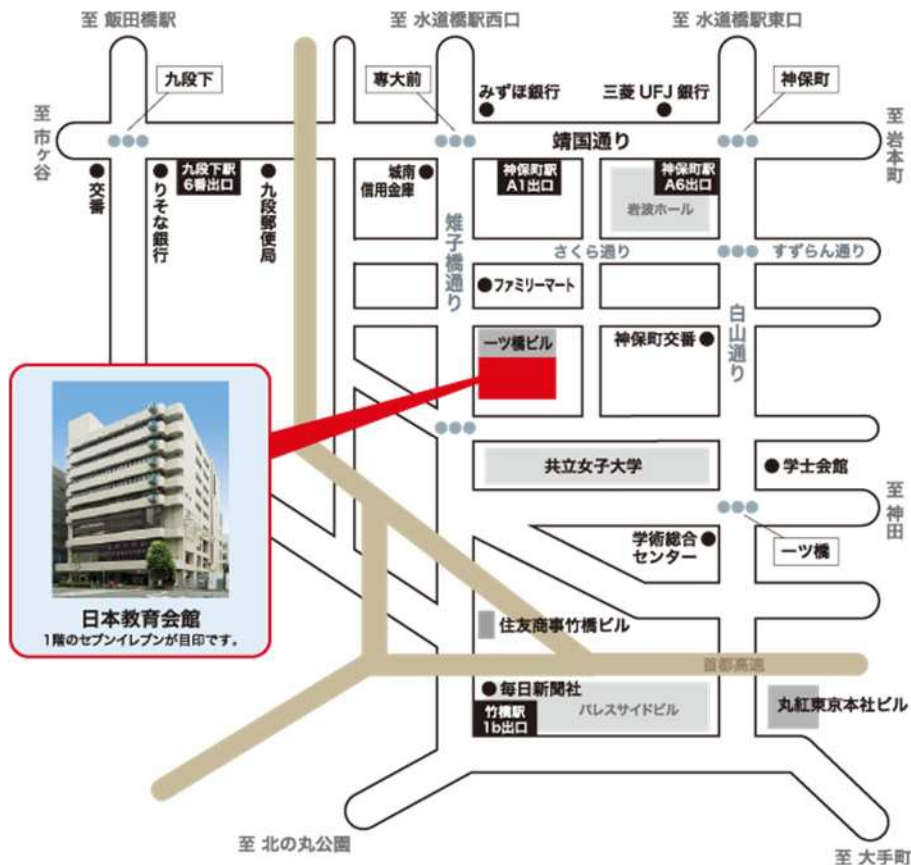 至 飯田橋駅
至 水道橋駅西口
至 水道橋駅東口
九段下
専大前
みずほ銀行
三菱UFJ銀行
神保町
至 市ヶ谷
靖国通り
至 岩本町
交番
りそな銀行
九段下駅
6番出口
九段郵便局
城南
信用金庫
神保町駅
A1出口
神保町駅
A6出口
岩波ホール
雉子橋通り
さくら通り
すずらん通り
ファミリーマート
白山通り
一ツ橋ビル
神保町交番
共立女子大学
学士会館
至 神田
学術総合
センター
一ツ橋
日本教育会館
1階のセブンイレブンが目印です。
住友商事竹橋ビル
首都高速
毎日新聞社
竹橋駅
1b出口
パレスサイドビル
丸紅東京本社ビル
至 北の丸公園
至 大手町